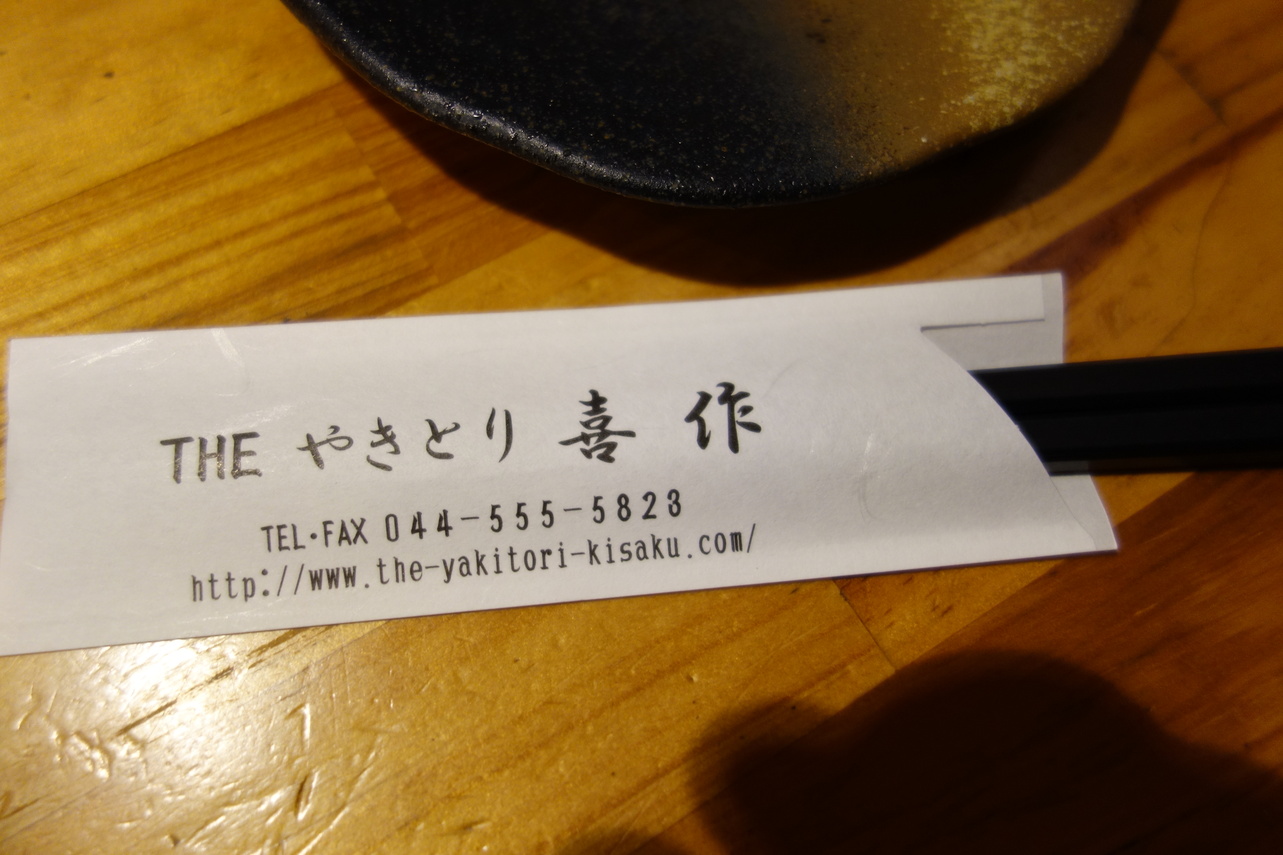 THE やきとり 喜作
TEL・FAX 044-555-5823
http://www.the-yakitori-kisaku.com/